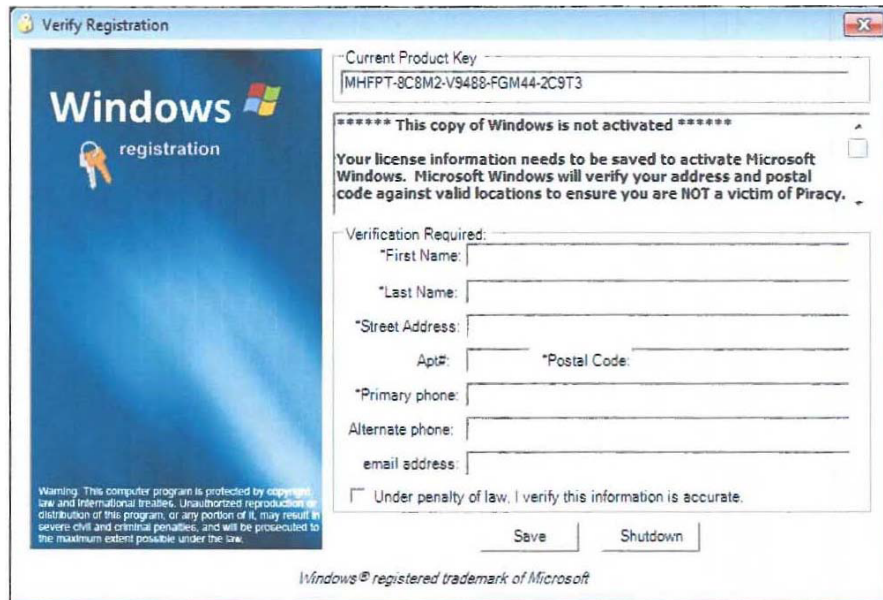 Verify Registration
Windows
registration
Current Product Key
MHFPT-8C8M2-V9488-FGM44-2C9T3
****** This copy of Windows is not activated ******
Your license information needs to be saved to activate Microsoft
Windows. Microsoft Windows will verify your address and postal
code against valid locations to ensure you are NOT a victim of Piracy.
Verification Required:
*First Name:
*Last Name:
*Street Address:
Apt#: *Postal Code:
*Primary phone:
Alternate phone:
email address:
Under penalty of law, I verify this information is accurate.
Save Shutdown
Warning: This computer program is protected by copyright
law and international treaties. Unauthorized reproduction or
distribution of this program, or any portion of it, may result in
severe civil and criminal penalties, and will be prosecuted to
the maximum extent possible under the law.
Windows® registered trademark of Microsoft